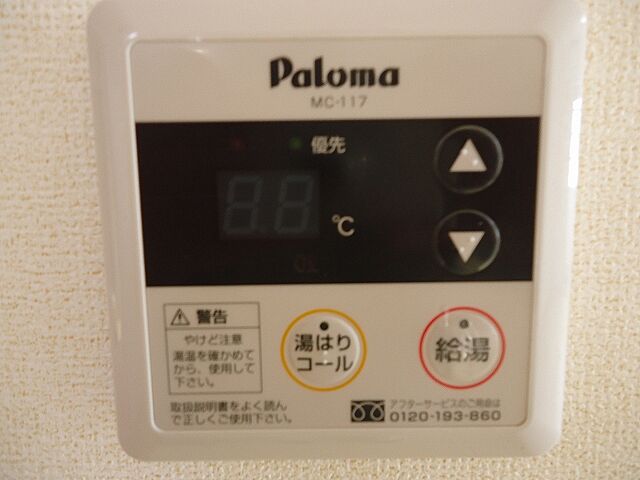 Paloma
MC-117
優先
℃
警告
やけど注意
湯温を確かめて
から、使用して
下さい。
取扱説明書をよく読ん
で正しくご使用下さい。
湯はり
コール
給湯
アフターサービスのご用命は
0120-193-860